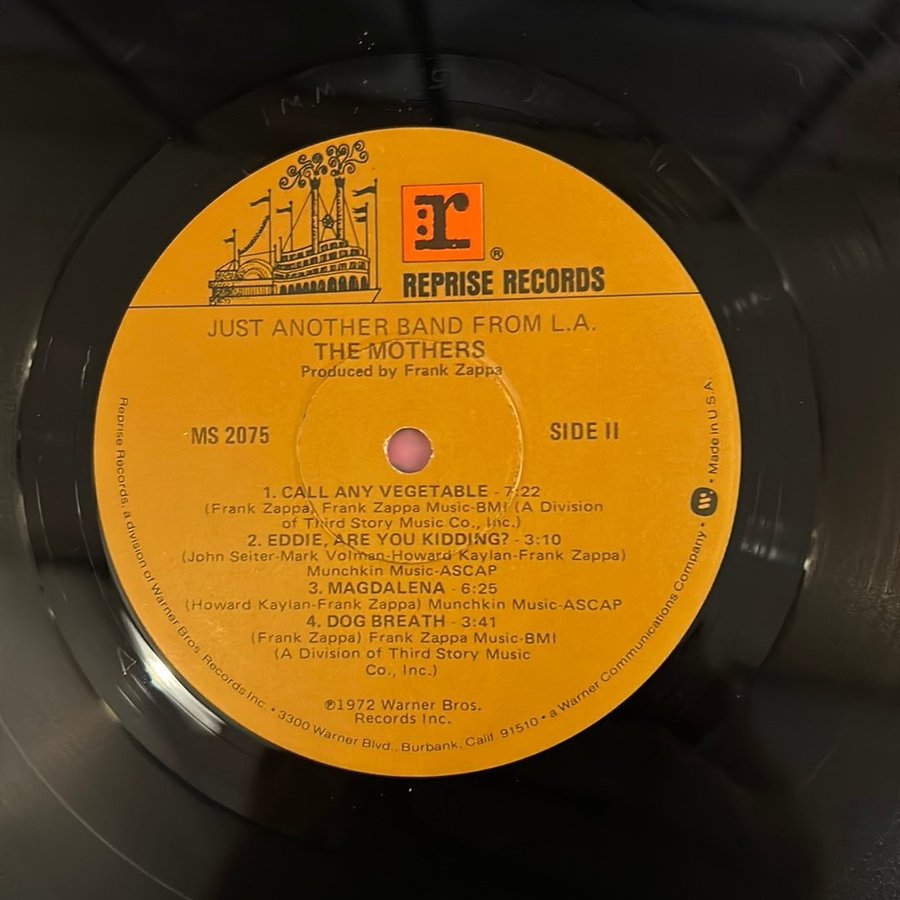 r
®
REPRISE RECORDS
JUST ANOTHER BAND FROM L.A.
THE MOTHERS
Produced by Frank Zappa
MS 2075
SIDE II
1. CALL ANY VEGETABLE - 7:22
(Frank Zappa) Frank Zappa Music-BMI (A Division
of Third Story Music Co., Inc.)
2. EDDIE, ARE YOU KIDDING? - 3:10
(John Seiter-Mark Volman-Howard Kaylan-Frank Zappa)
Munchkin Music-ASCAP
3. MAGDALENA - 6:25
(Howard Kaylan-Frank Zappa) Munchkin Music-ASCAP
4. DOG BREATH - 3:41
(Frank Zappa) Frank Zappa Music-BMI
(A Division of Third Story Music
Co., Inc.)
℗1972 Warner Bros.
Records Inc.
Reprise Records, a division of Warner Bros. Records Inc. • 3300 Warner Blvd., Burbank, Calif. 91510 • a Warner Communications Company • Made in U.S.A.